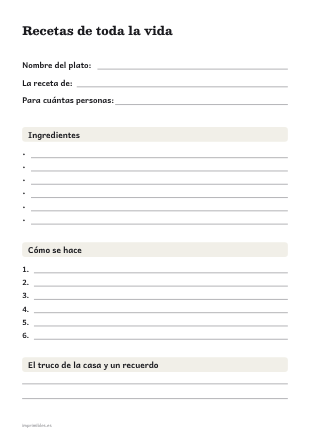 Recetas de toda la vida
Nombre del plato:
La receta de:
Para cuántas personas:
Ingredientes
•
•
•
•
•
•
Cómo se hace
1.
2.
3.
4.
5.
6.
El truco de la casa y un recuerdo